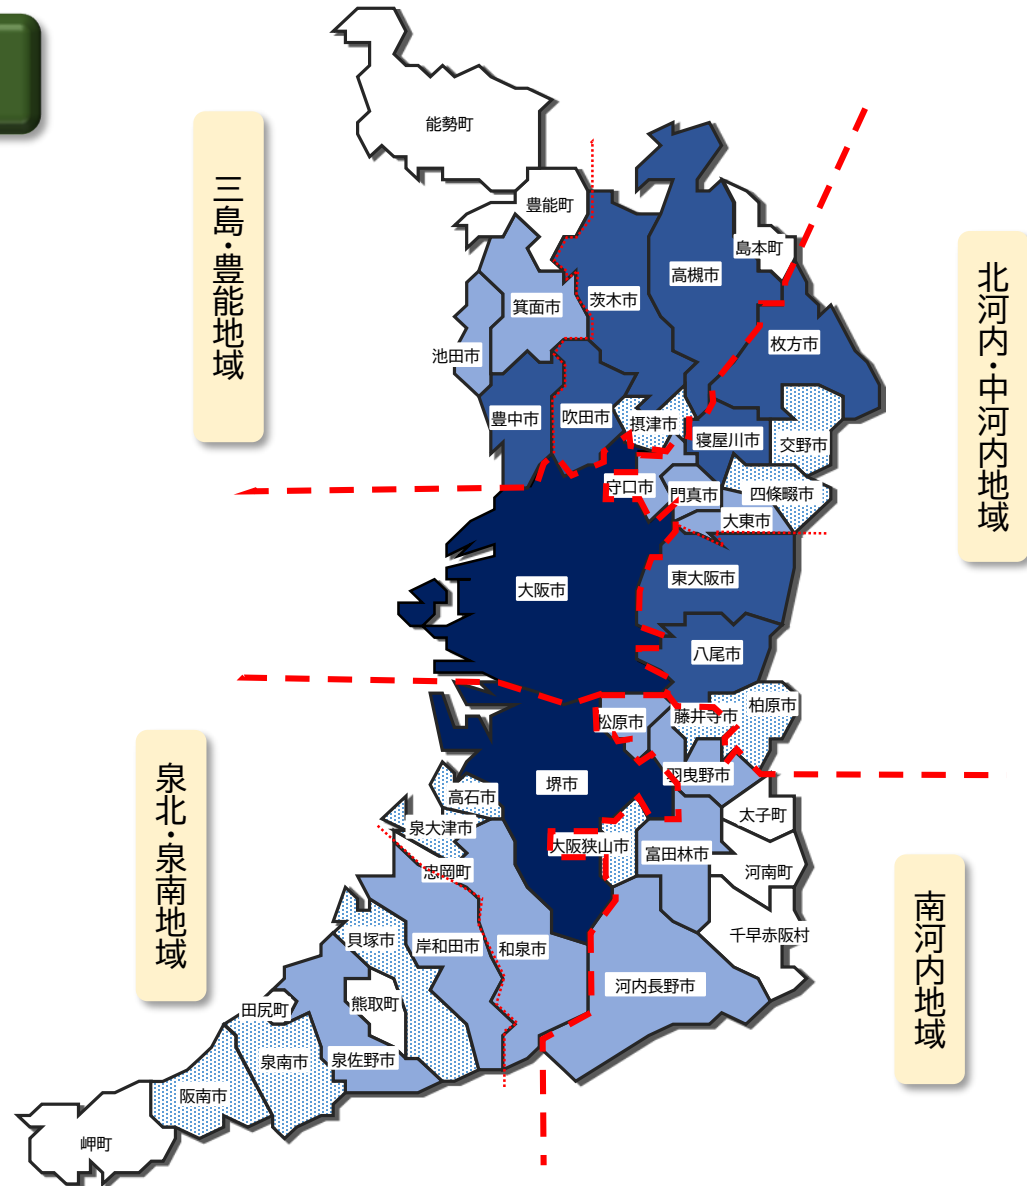 能勢町
三島・豊能地域
豊能町
島本町
高槻市
北河内・中河内地域
茨木市
箕面市
枚方市
池田市
豊中市
吹田市
摂津市
寝屋川市
交野市
守口市
門真市
四條畷市
大東市
東大阪市
大阪市
八尾市
柏原市
藤井寺市
松原市
泉北・泉南地域
羽曳野市
堺市
高石市
太子町
泉大津市
大阪狭山市
富田林市
忠岡町
河南町
南河内地域
千早赤阪村
貝塚市
岸和田市
和泉市
河内長野市
熊取町
田尻町
泉佐野市
泉南市
阪南市
岬町